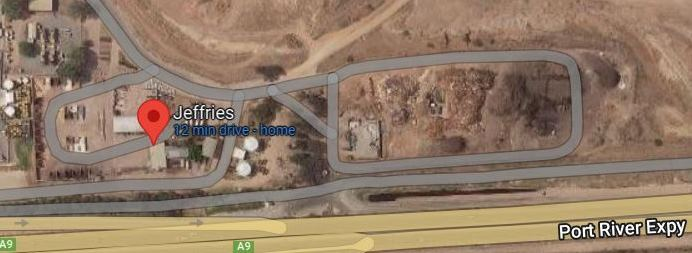 Jeffries
12 min drive - home
Port River Expy
A9
A9